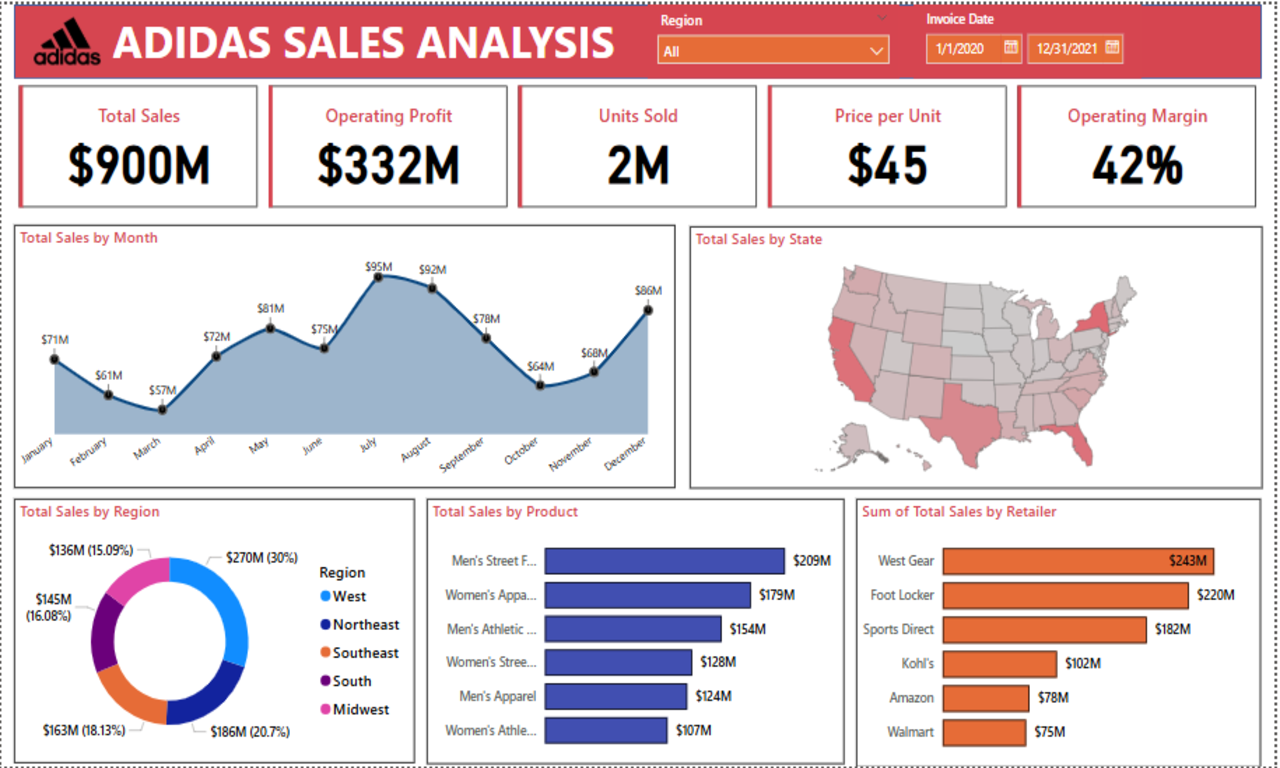 adidas
ADIDAS SALES ANALYSIS
Region
All
Invoice Date
1/1/2020
12/31/2021
Total Sales
$900M
Operating Profit
$332M
Units Sold
2M
Price per Unit
$45
Operating Margin
42%
Total Sales by Month
$71M
$61M
$57M
$72M
$81M
$75M
$95M
$92M
$78M
$64M
$68M
$86M
January
February
March
April
May
June
July
August
September
October
November
December
Total Sales by State
Total Sales by Region
$136M (15.09%)
$270M (30%)
$145M
(16.08%)
$163M (18.13%)
$186M (20.7%)
Region
West
Northeast
Southeast
South
Midwest
Total Sales by Product
Men's Street F... $209M
Women's Appa... $179M
Men's Athletic ... $154M
Women's Stree... $128M
Men's Apparel $124M
Women's Athle... $107M
Sum of Total Sales by Retailer
West Gear $243M
Foot Locker $220M
Sports Direct $182M
Kohl's $102M
Amazon $78M
Walmart $75M